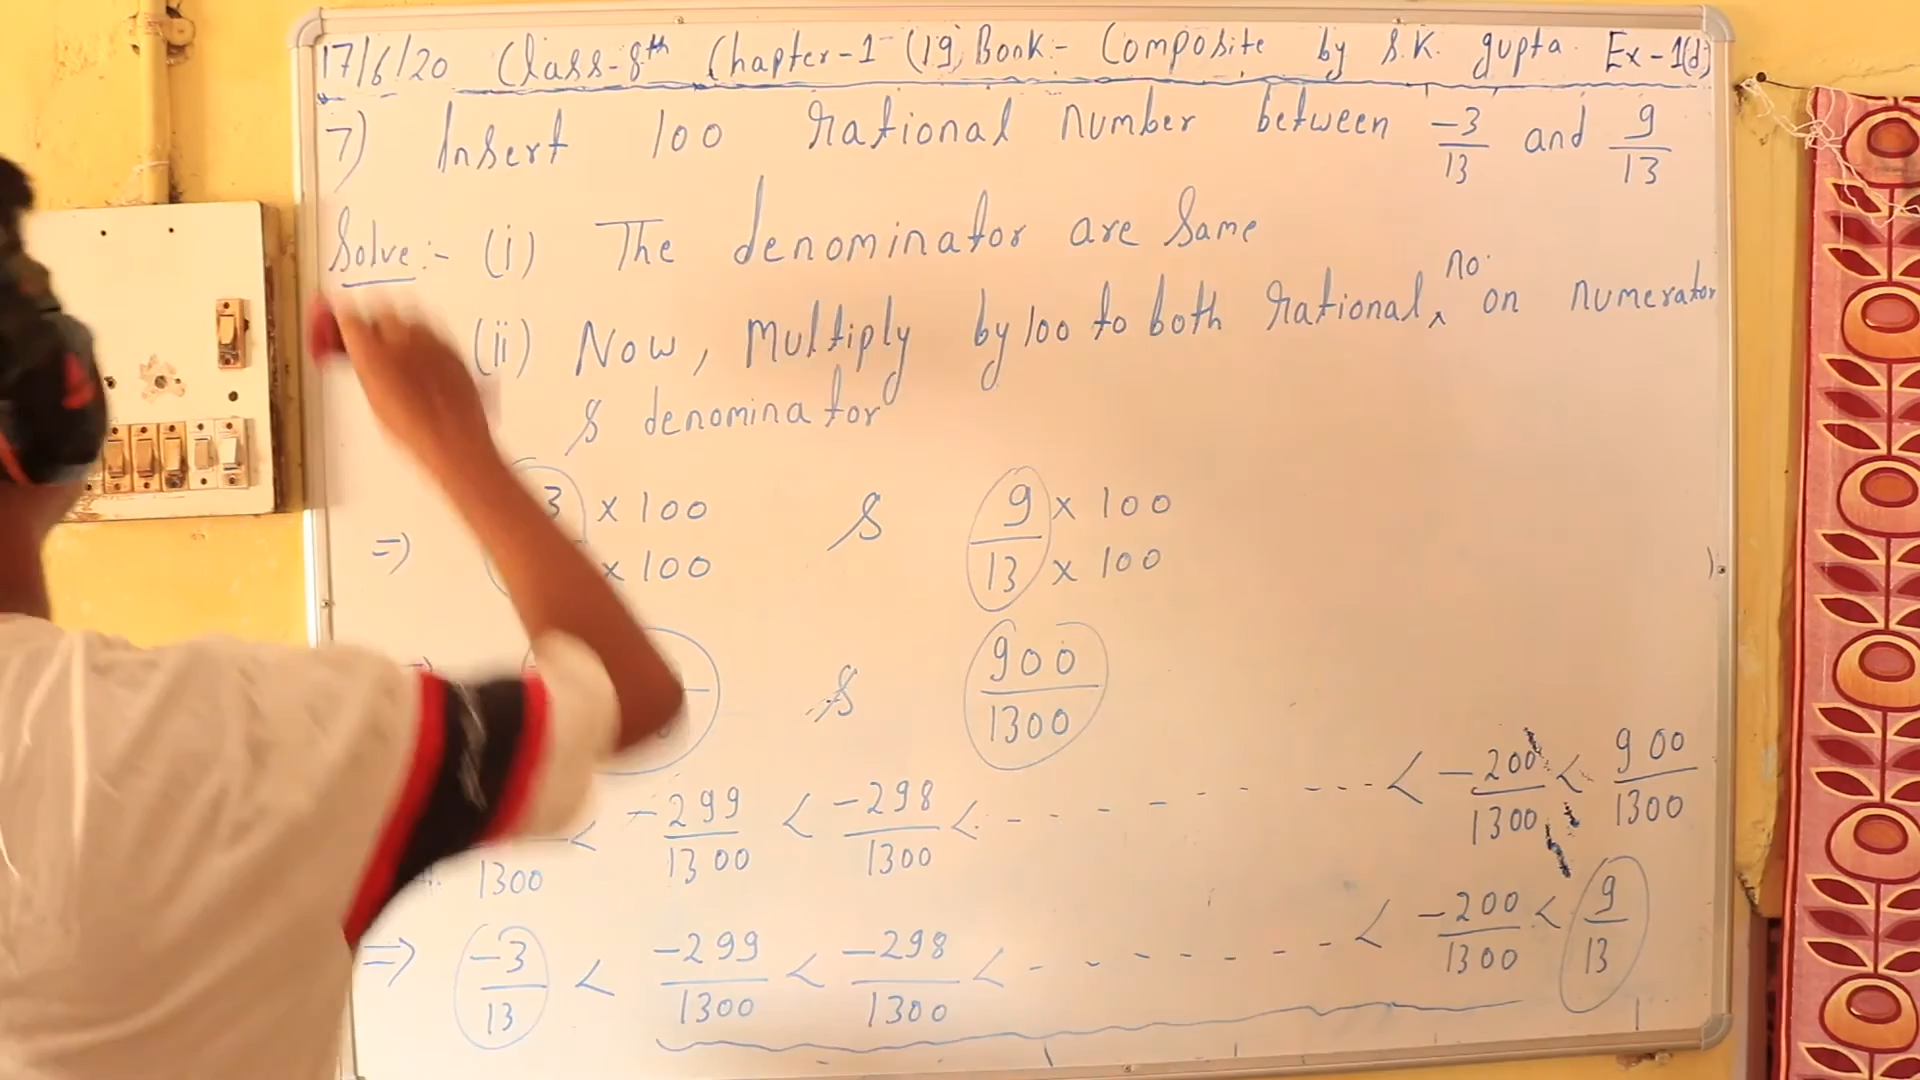 17/6/20 Class-8th Chapter-1 (19) Book:- Composite by S.K. gupta. Ex-1(d)
7) Insert 100 rational number between -3/13 and 9/13
Solve:- (i) The denominator are Same
(ii) Now, Multiply by 100 to both rational ^ no. on numerator
& denominator
=> 3 × 100 / × 100 & 9 × 100 / 13 × 100
& 900/1300
/1300 < -299/1300 < -298/1300 < - - - - - - - - - - < -200/1300 < 900/1300
=> -3/13 < -299/1300 < -298/1300 < - - - - - - - - < -200/1300 < 9/13